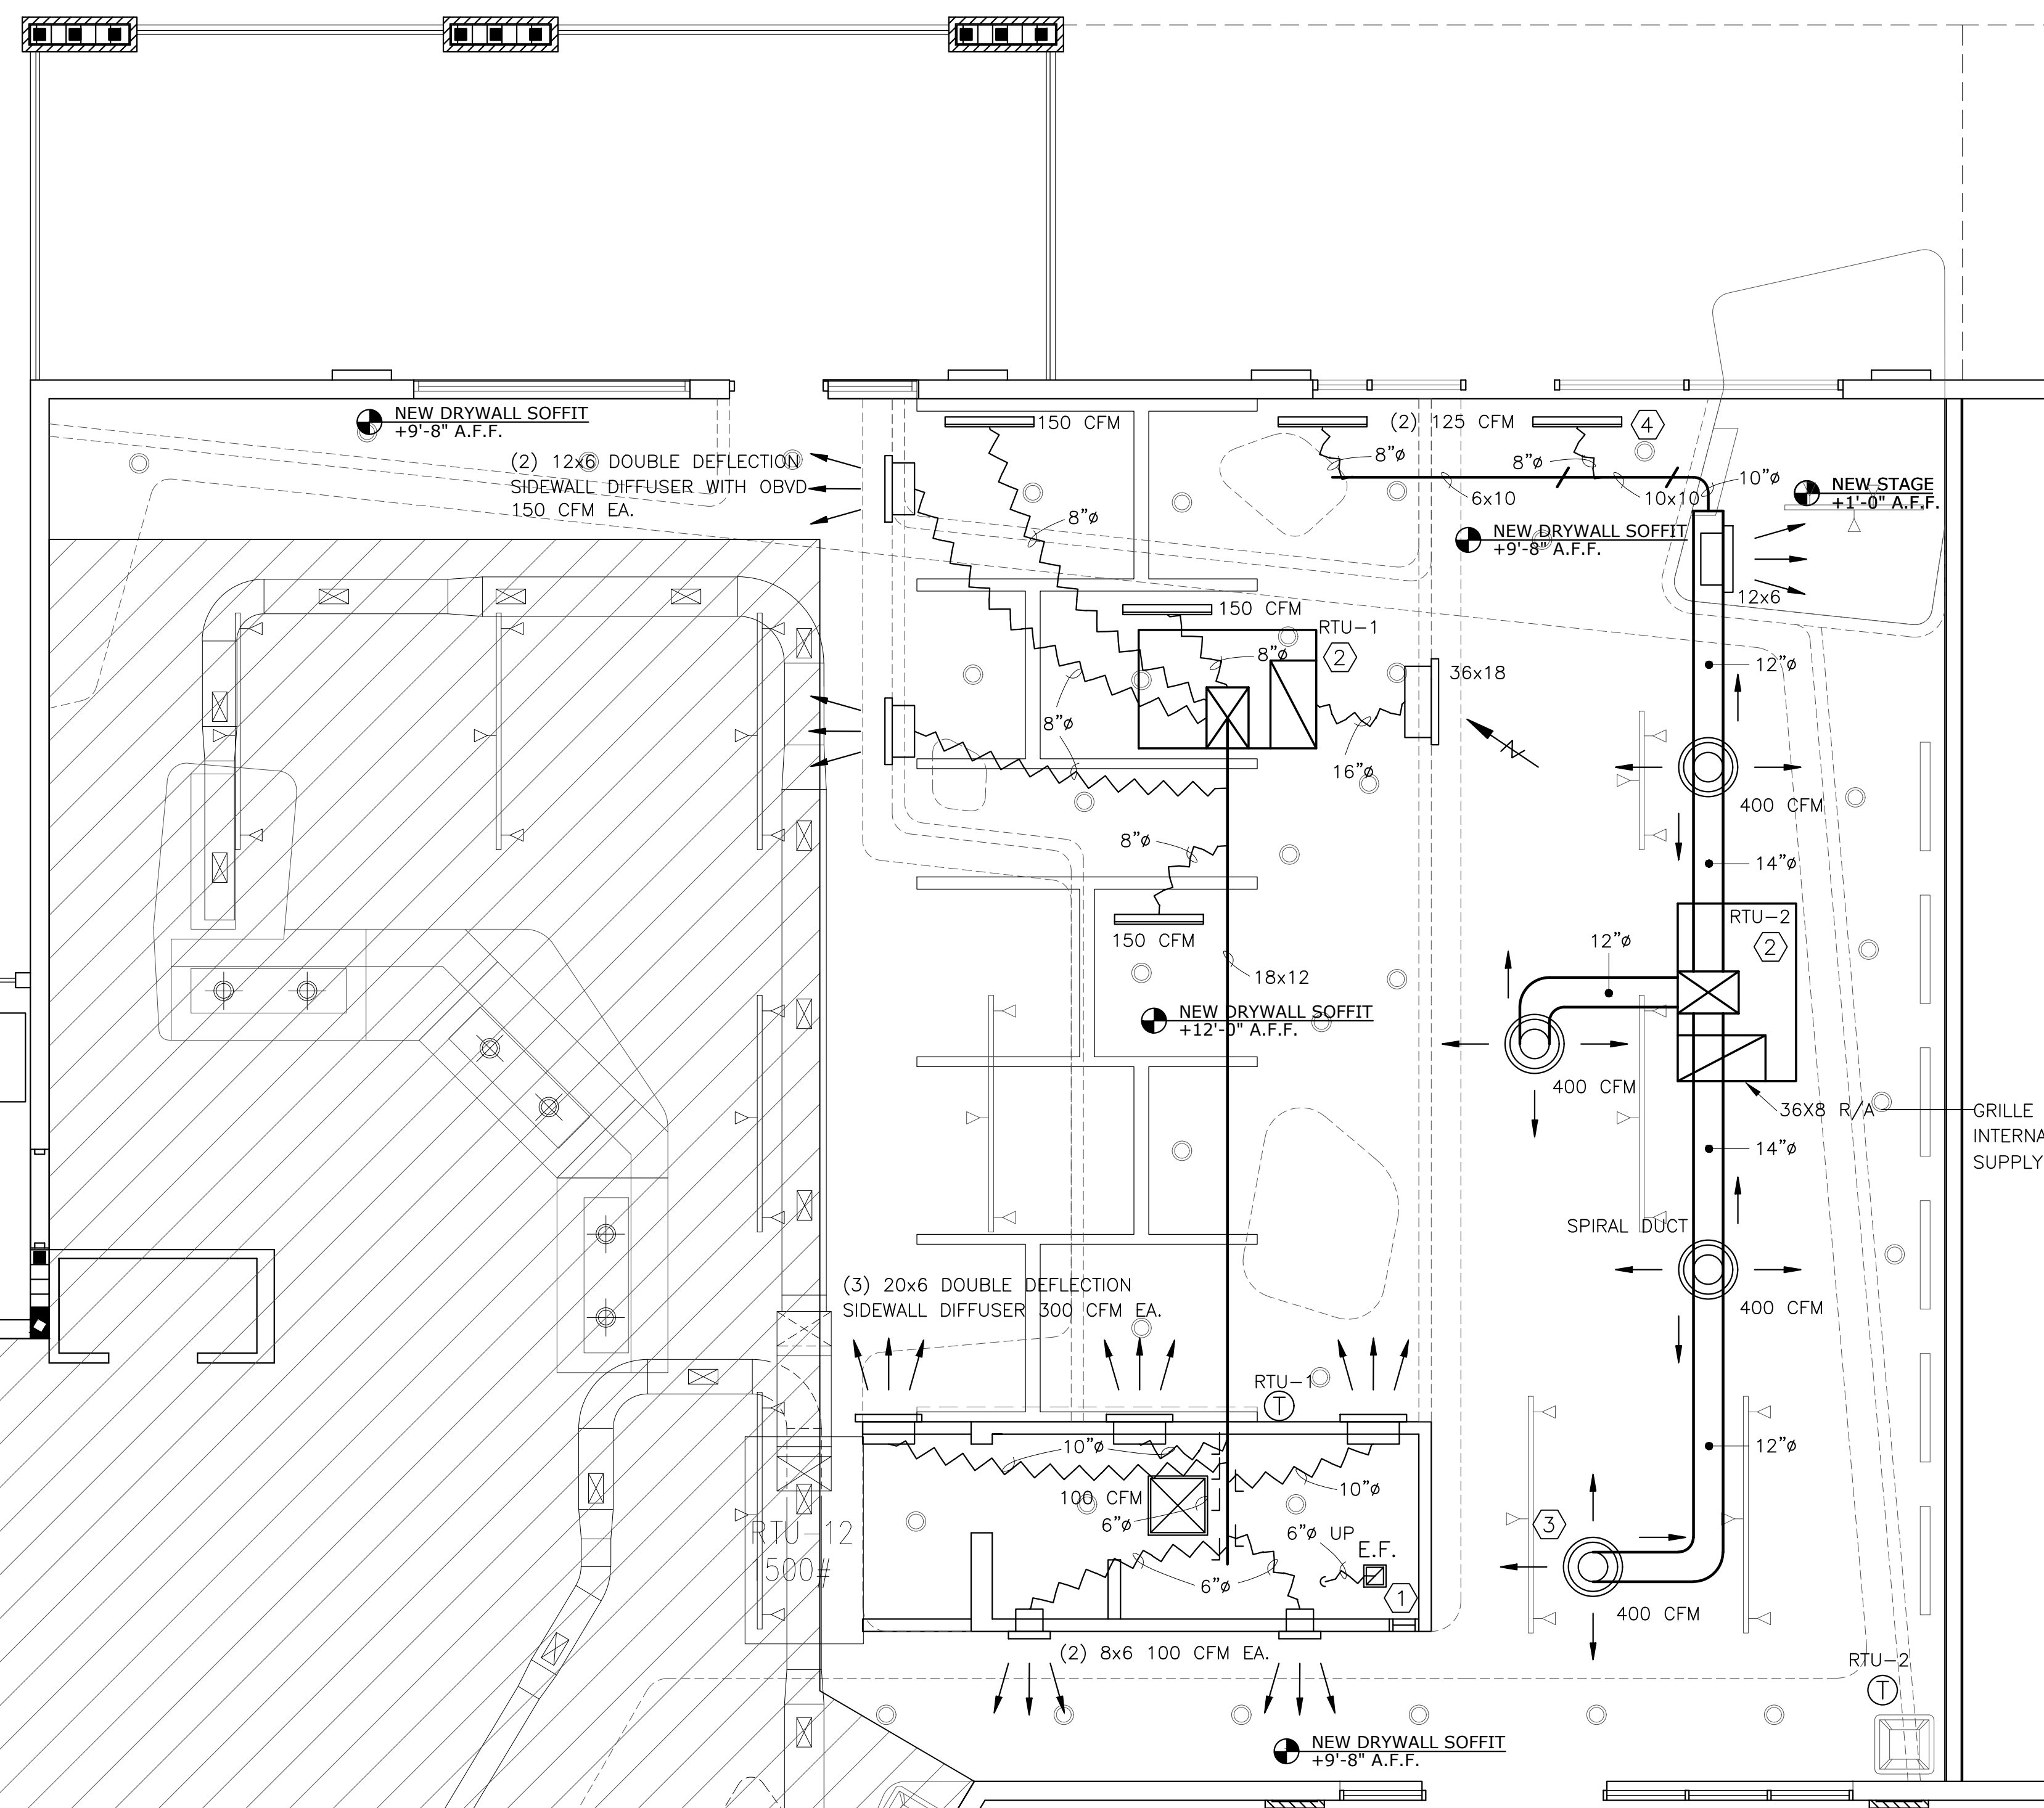 NEW DRYWALL SOFFIT
+9'-8" A.F.F.
(2) 12x6 DOUBLE DEFLECTION
SIDEWALL DIFFUSER WITH OBVD
150 CFM EA.
150 CFM
(2) 125 CFM
4
8"ø
8"ø
6x10
10x10
10"ø
NEW STAGE
+1'-0" A.F.F.
8"ø
NEW DRYWALL SOFFIT
+9'-8" A.F.F.
12x6
150 CFM
RTU-1
2
8"ø
36x18
12"ø
8"ø
8"ø
16"ø
400 CFM
8"ø
14"ø
150 CFM
RTU-2
2
12"ø
18x12
NEW DRYWALL SOFFIT
+12'-0" A.F.F.
400 CFM
36X8 R/A
GRILLE
INTERNA
SUPPLY
14"ø
SPIRAL DUCT
(3) 20x6 DOUBLE DEFLECTION
SIDEWALL DIFFUSER 300 CFM EA.
400 CFM
RTU-1
T
10"ø
12"ø
10"ø
100 CFM
6"ø
6"ø UP
E.F.
3
RTU-12
500#
6"ø
1
400 CFM
(2) 8x6 100 CFM EA.
RTU-2
T
NEW DRYWALL SOFFIT
+9'-8" A.F.F.